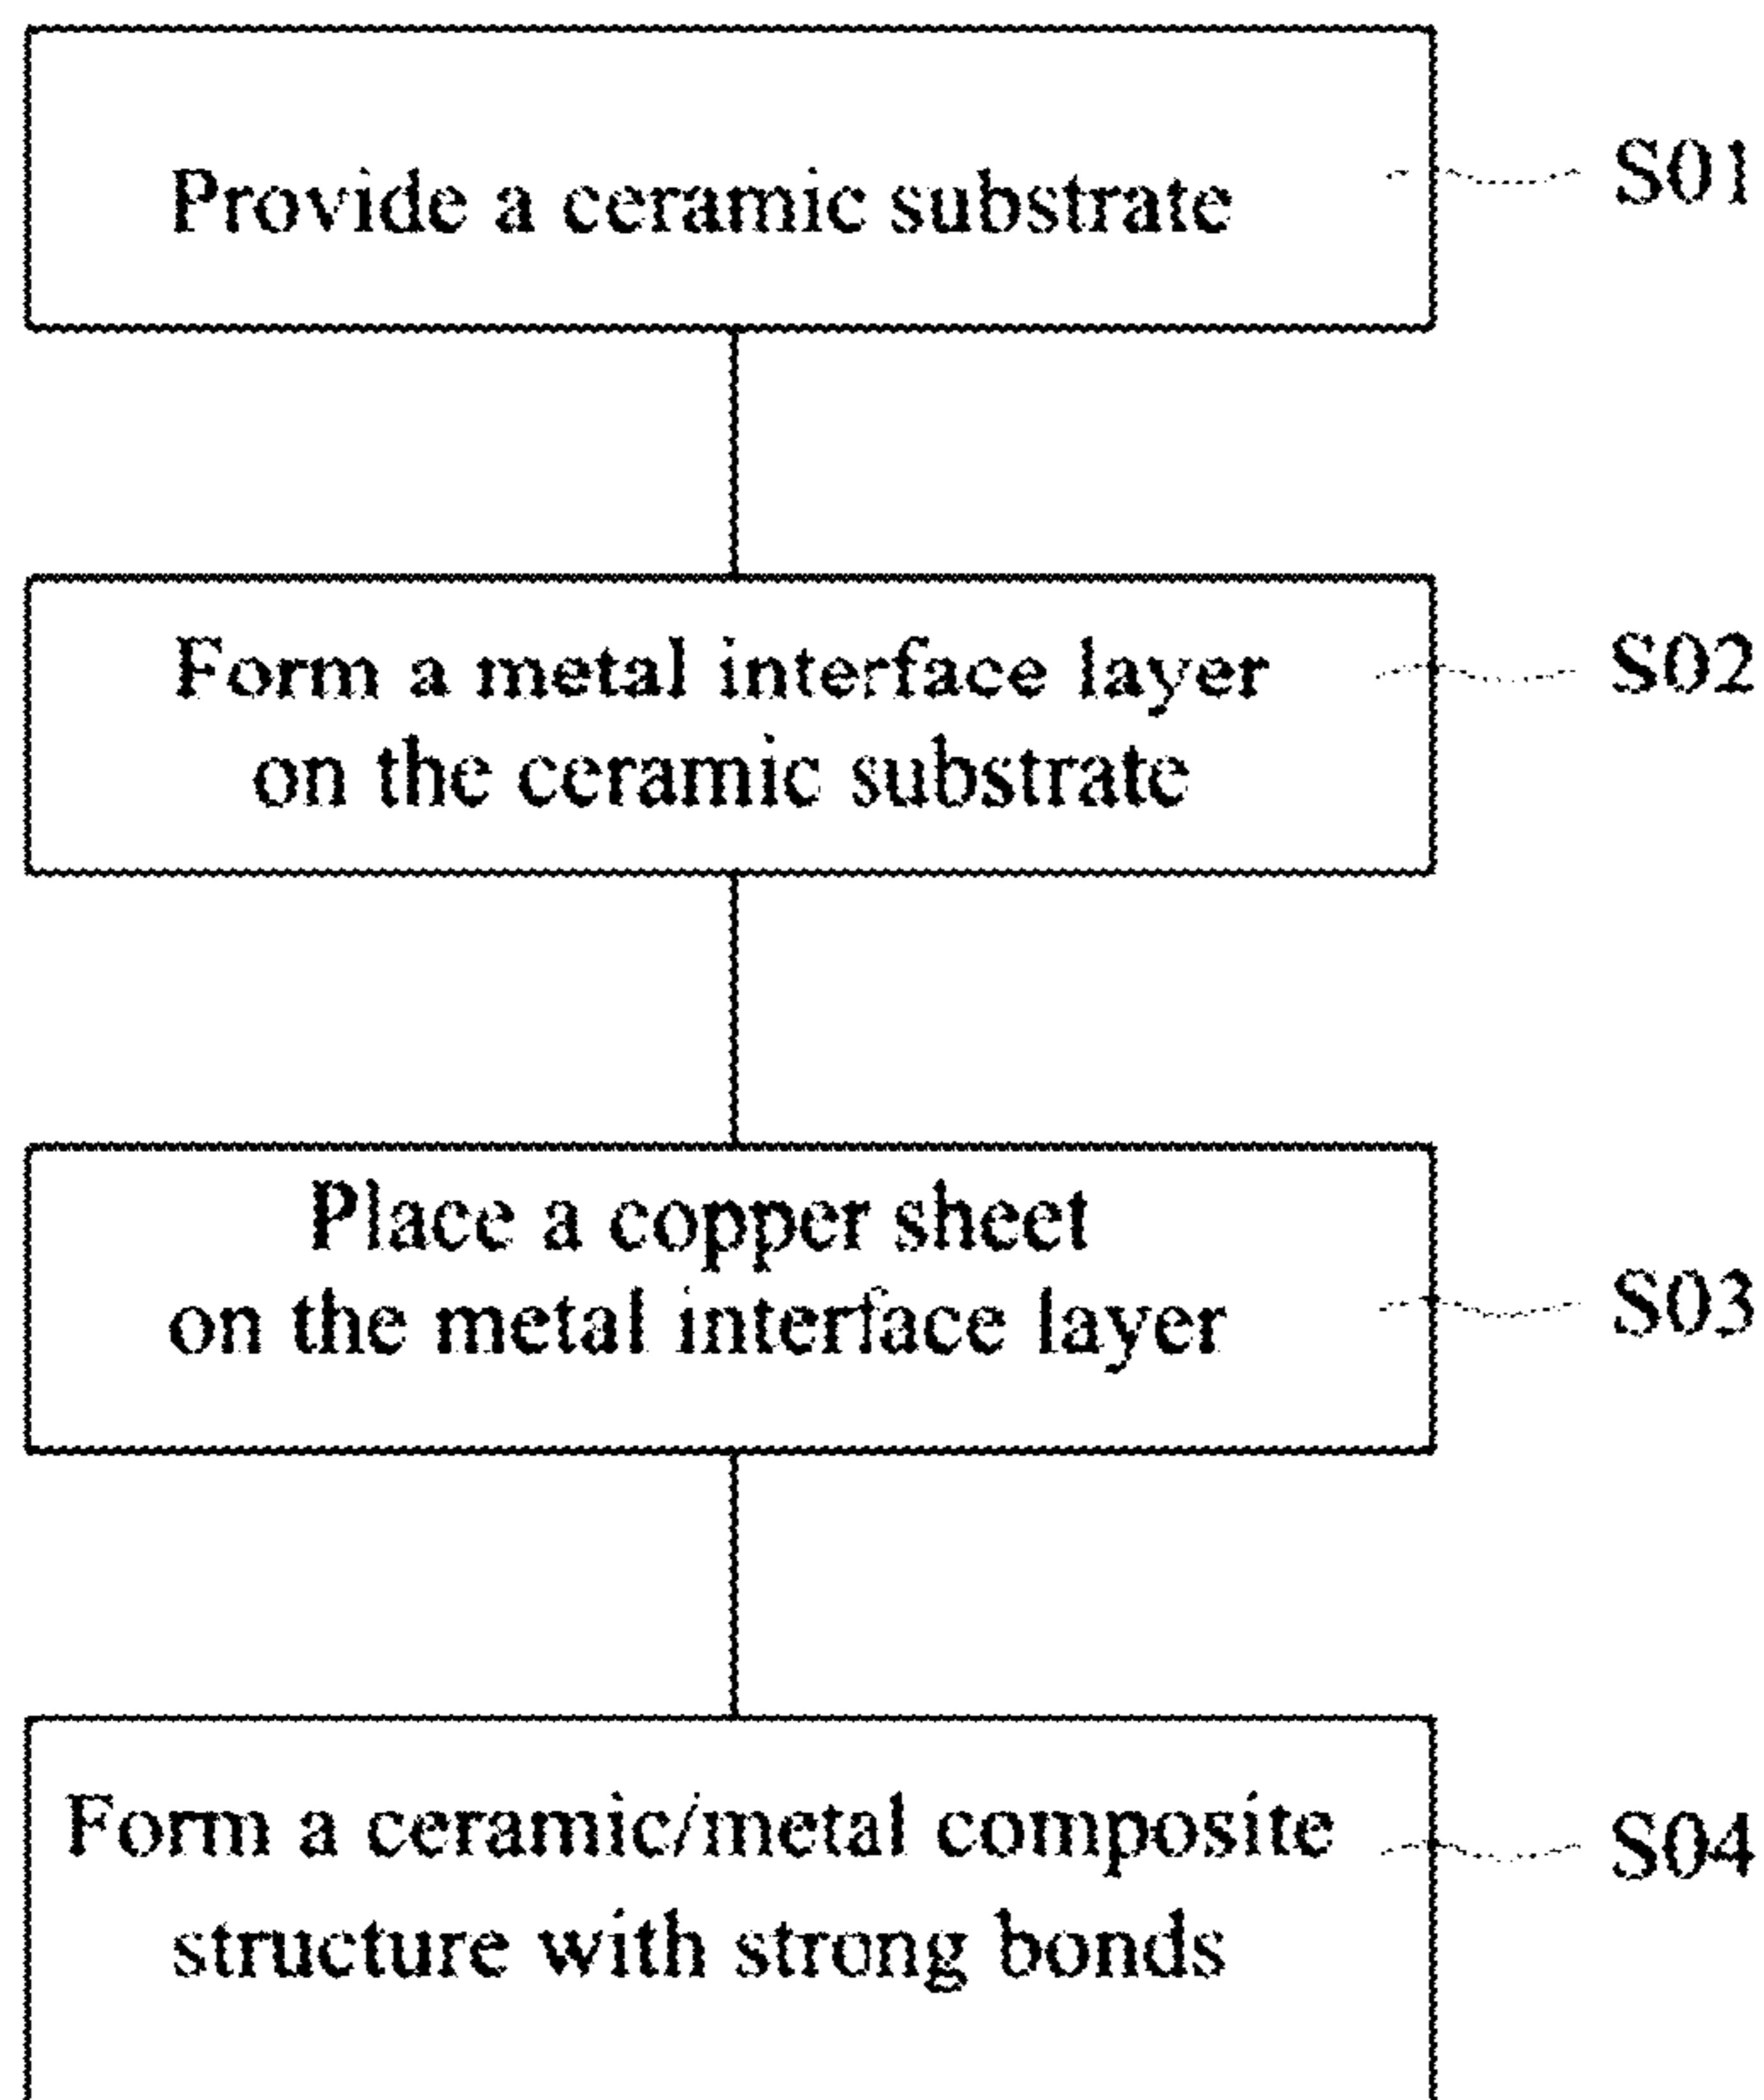 Provide a ceramic substrate
S01
Form a metal interface layer
on the ceramic substrate
S02
Place a copper sheet
on the metal interface layer
S03
Form a ceramic/metal composite
structure with strong bonds
S04